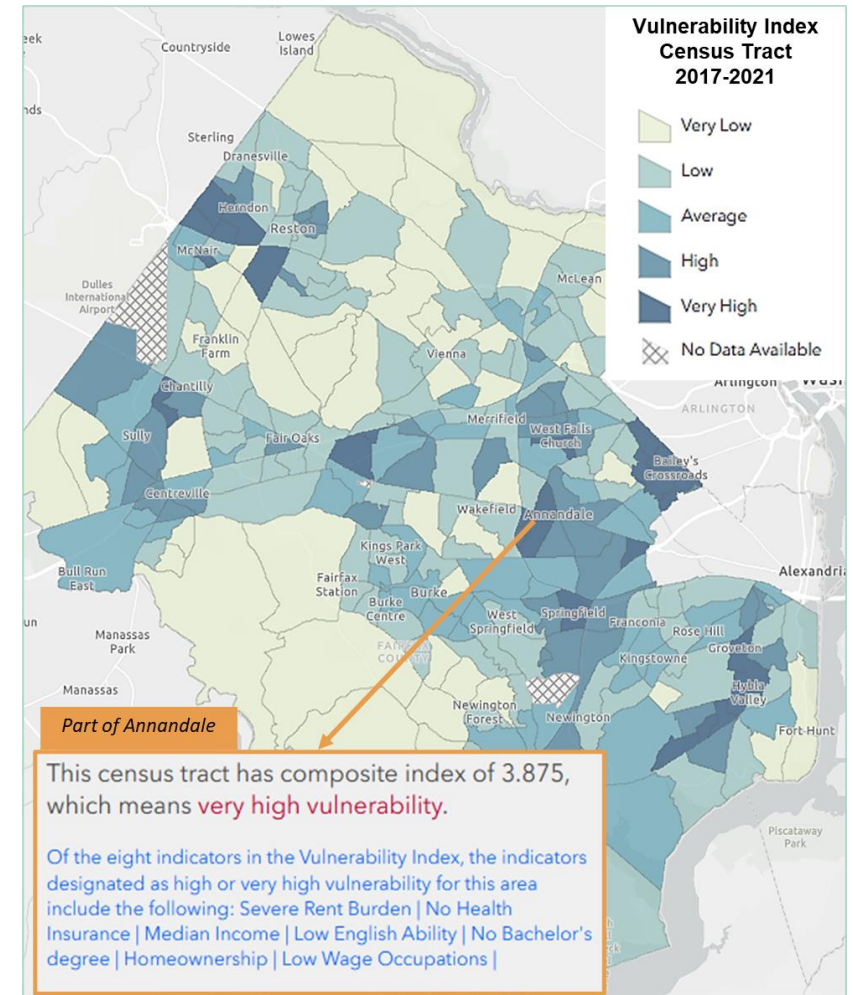 Vulnerability Index
Census Tract
2017-2021
Very Low
Low
Average
High
Very High
No Data Available
Countryside
Lowes
Island
Sterling
Dranesville
Herndon
Reston
McNair
Dulles
International
Airport
McLean
Franklin
Farm
Vienna
Chantilly
Arlington
ARLINGTON
Merrifield
Sully
Fair Oaks
West Falls
Church
Bailey's
Crossroads
Centreville
Wakefield
Annandale
Kings Park
West
Bull Run
East
Fairfax
Station
Burke
Burke
Centre
Alexandria
West
Springfield
Springfield
Franconia
Rose Hill
Manassas
Park
Groveton
Kingstowne
Manassas
Hybla
Valley
Newington
Forest
Newington
Fort Hunt
Piscataway
Park
Part of Annandale
This census tract has composite index of 3.875,
which means very high vulnerability.
Of the eight indicators in the Vulnerability Index, the indicators
designated as high or very high vulnerability for this area
include the following: Severe Rent Burden | No Health
Insurance | Median Income | Low English Ability | No Bachelor's
degree | Homeownership | Low Wage Occupations |